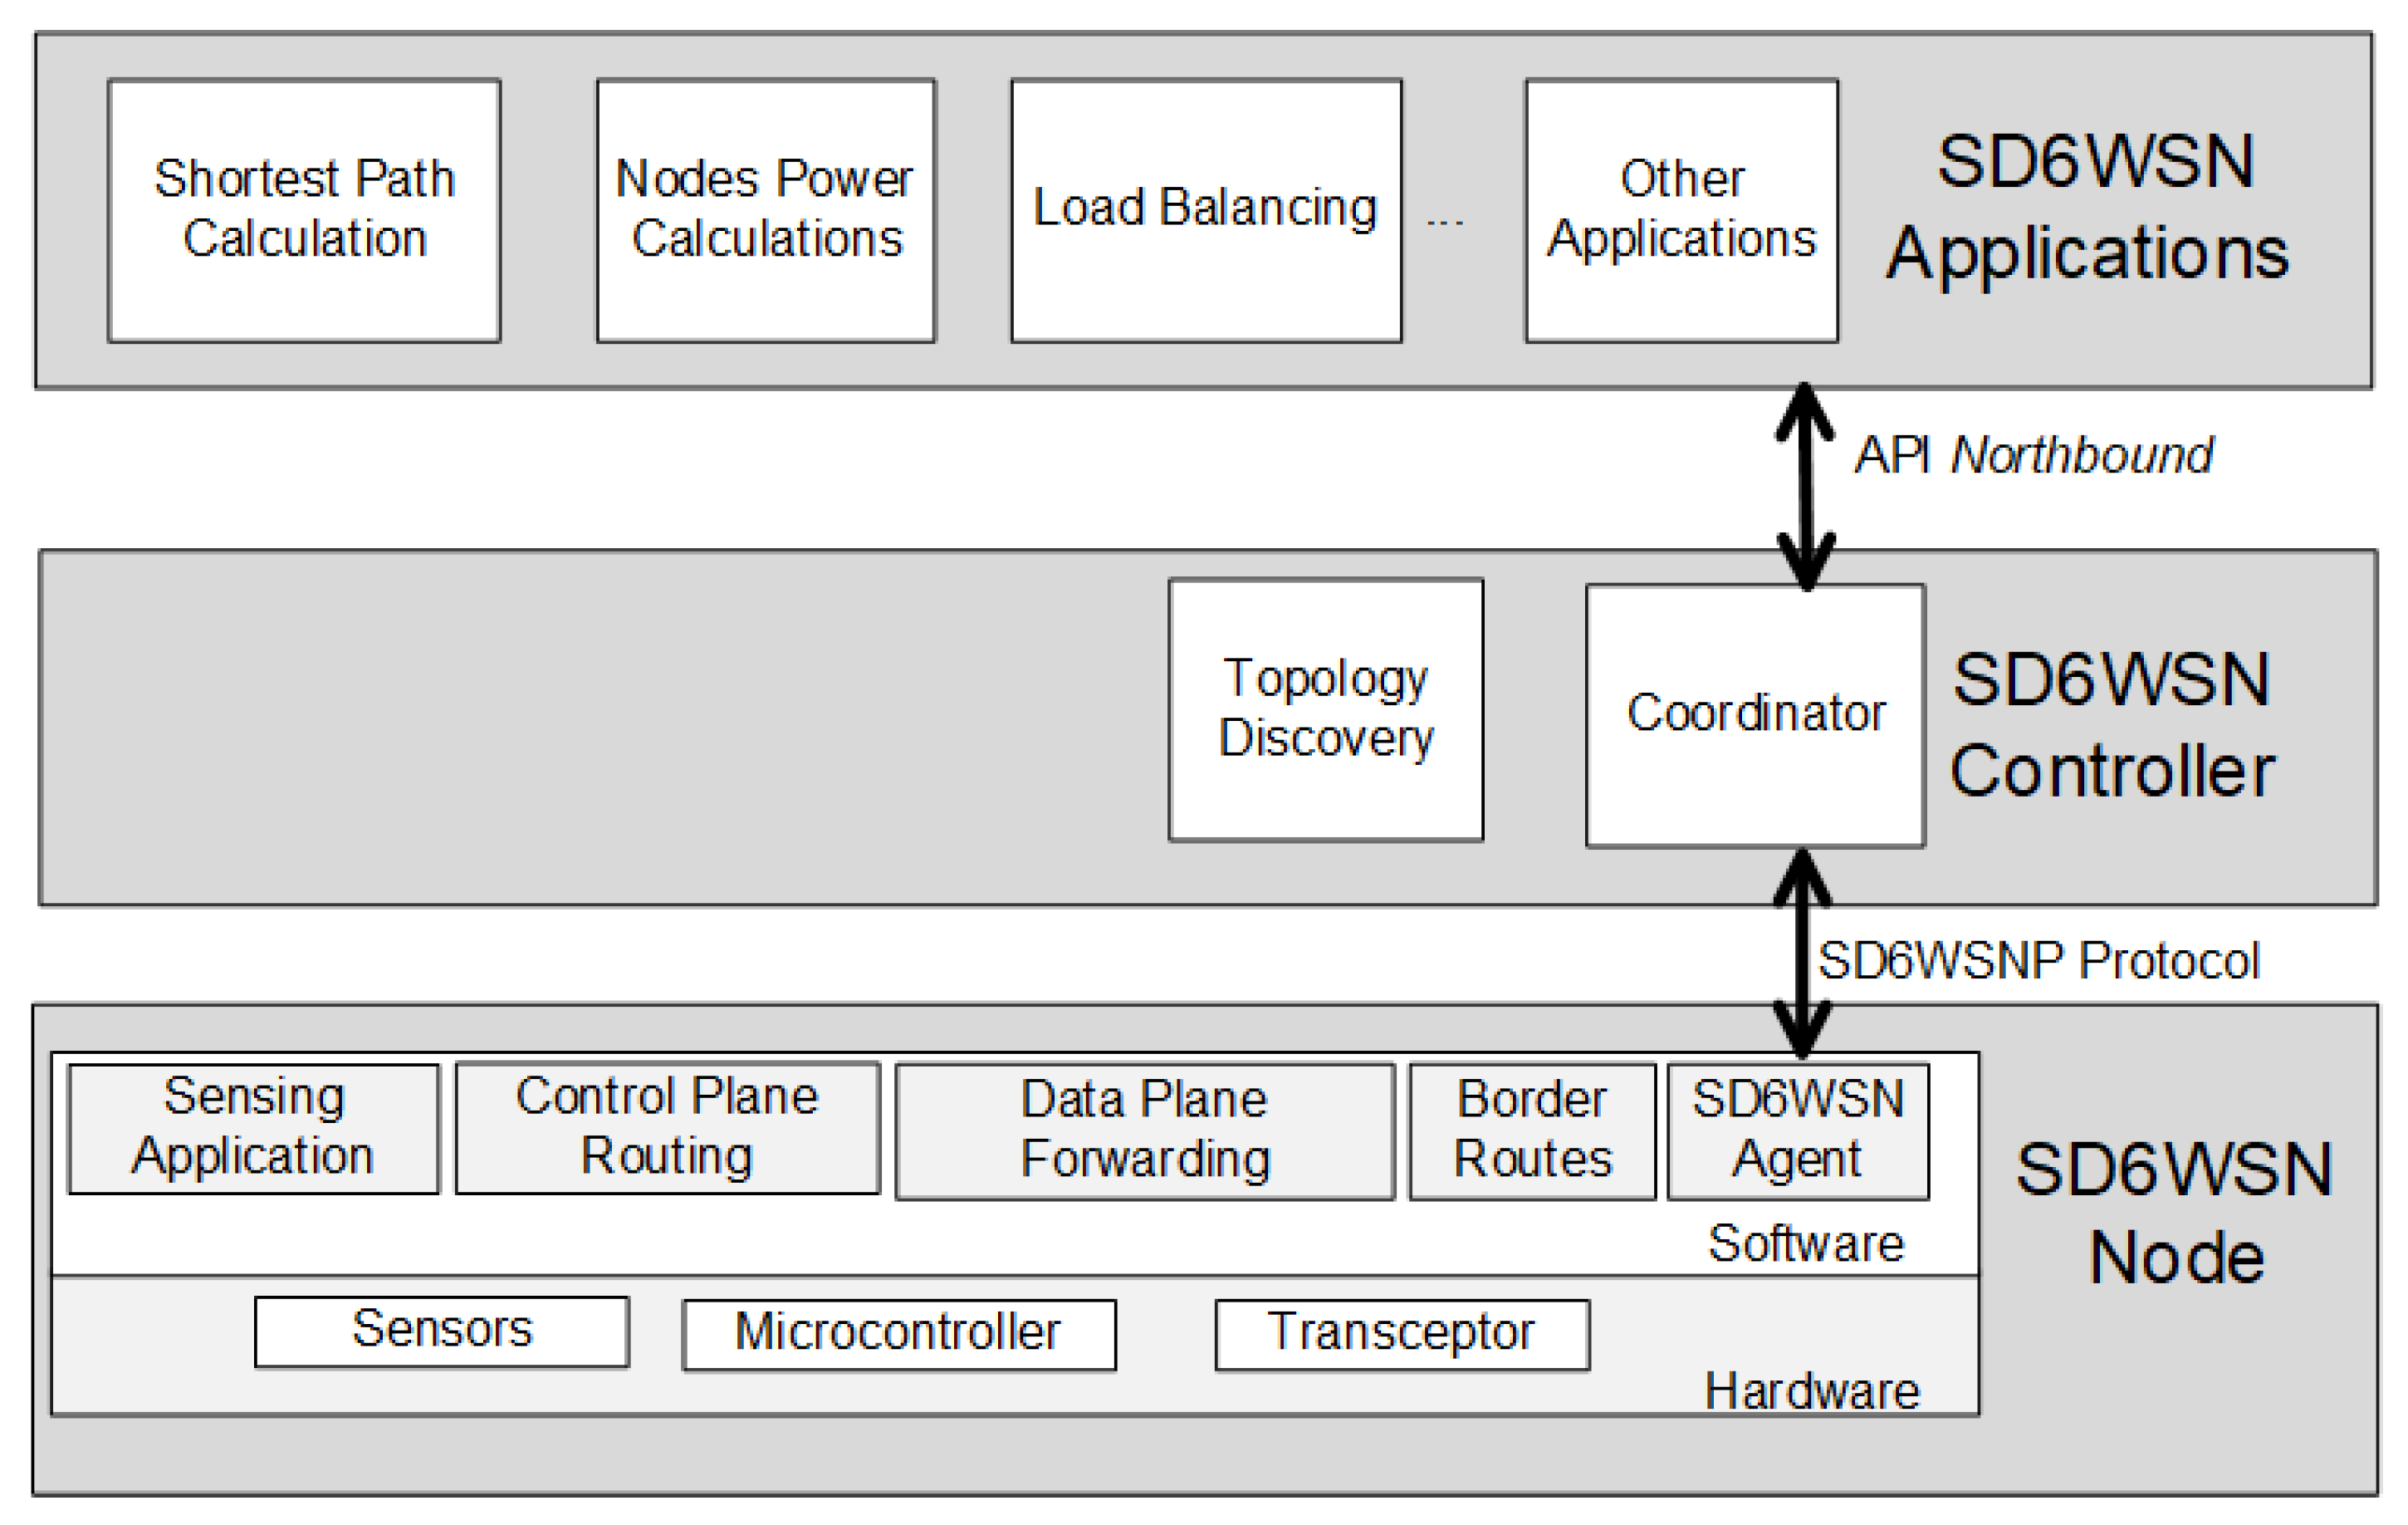 Shortest Path
Calculation
Nodes Power
Calculations
Load Balancing
...
Other
Applications
SD6WSN
Applications
API Northbound
Topology
Discovery
Coordinator
SD6WSN
Controller
SD6WSNP Protocol
Sensing
Application
Control Plane
Routing
Data Plane
Forwarding
Border
Routes
SD6WSN
Agent
Software
SD6WSN
Node
Sensors
Microcontroller
Transceptor
Hardware